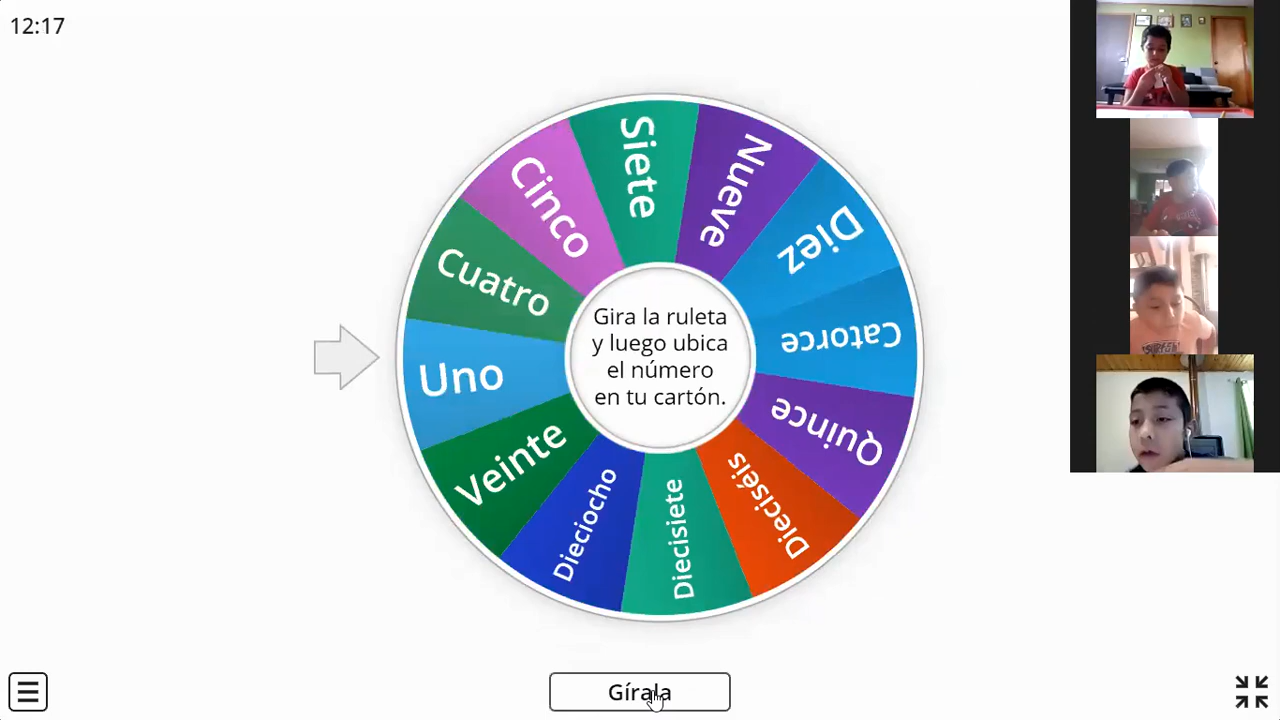 12:17
Siete
Nueve
Diez
Catorce
Quince
Dieciséis
Diecisiete
Dieciocho
Veinte
Uno
Cuatro
Cinco
Gira la ruleta
y luego ubica
el número
en tu cartón.
Gírala